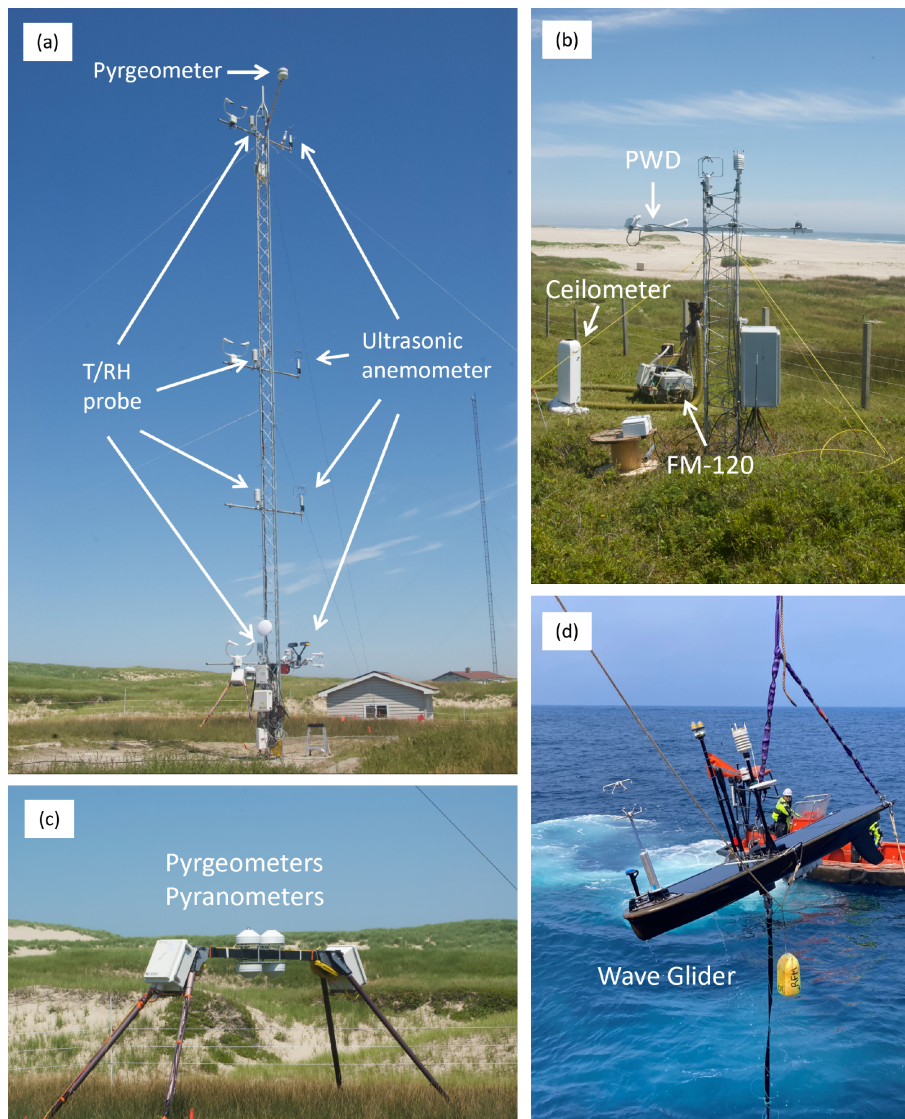 (a)
Pyrgeometer
T/RH
probe
Ultrasonic
anemometer
(b)
PWD
Ceilometer
FM-120
(c)
Pyrgeometers
Pyranometers
(d)
Wave Glider